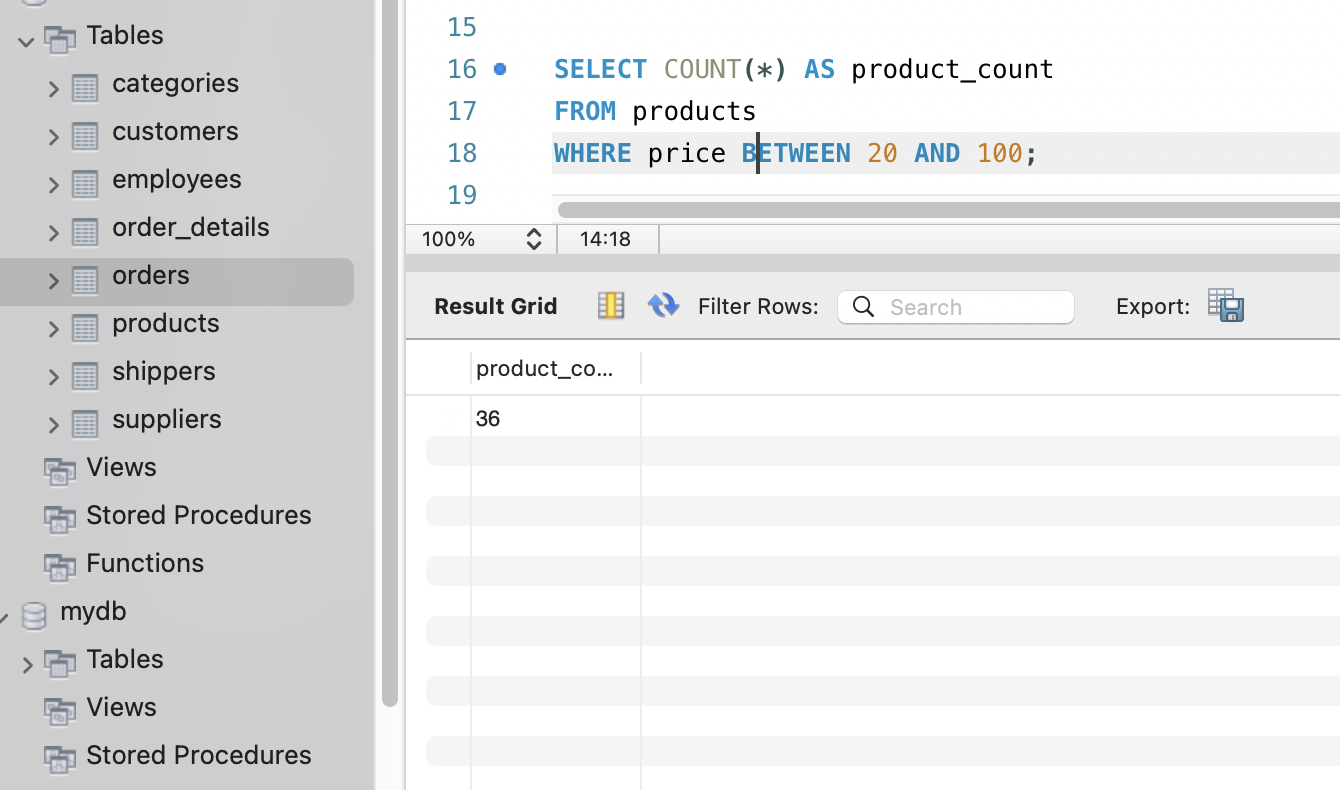 Tables
categories
customers
employees
order_details
orders
products
shippers
suppliers
Views
Stored Procedures
Functions
mydb
Tables
Views
Stored Procedures
15
16 SELECT COUNT(*) AS product_count
17 FROM products
18 WHERE price BETWEEN 20 AND 100;
19
100% 14:18
Result Grid Filter Rows: Search Export:
product_co...
36